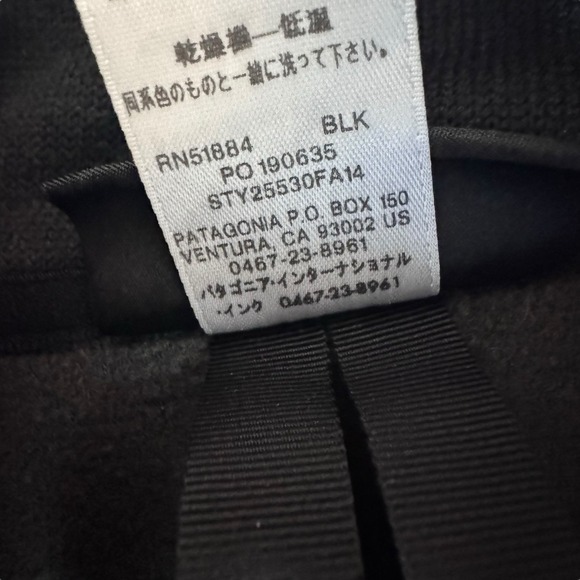 乾燥機一低温
同系色のものと一緒に洗って下さい。
RN51884 BLK
PO 190635
STY25530FA14
PATAGONIA P.O. BOX 150
VENTURA, CA 93002 US
0467-23-8961
パタゴニア・インターナショナル
・インク 0467-23-8961